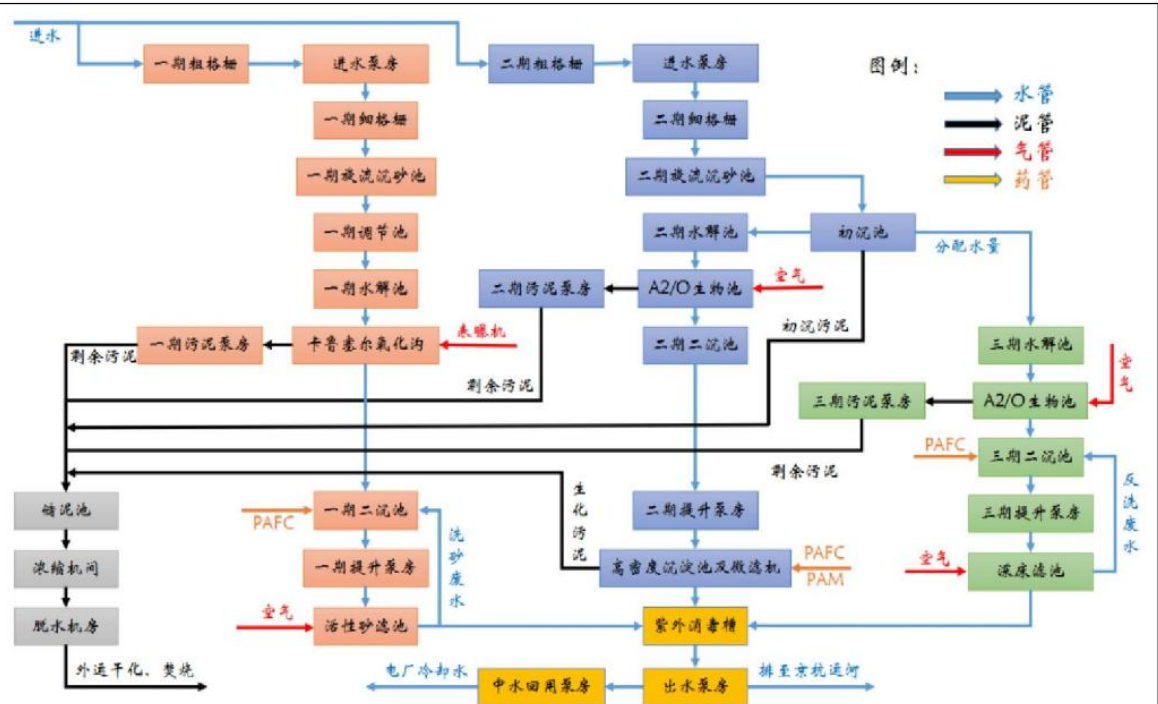 进水
一期粗格栅
进水泵房
二期粗格栅
进水泵房
图例：
水管
泥管
气管
药管
一期细格栅
二期细格栅
一期旋流沉砂池
二期旋流沉砂池
一期调节池
二期水解池
初沉池
分配水量
一期水解池
二期污泥泵房
A2/O生物池
空气
初沉污泥
一期污泥泵房
卡鲁塞尔氧化沟
表曝机
二期二沉池
三期水解池
空气
剩余污泥
剩余污泥
三期污泥泵房
A2/O生物池
PAFC
三期二沉池
剩余污泥
反洗废水
储泥池
PAFC
一期二沉池
洗砂废水
生化污泥
二期提升泵房
三期提升泵房
浓缩机间
一期提升泵房
高密度沉淀池及微滤机
PAFC
PAM
空气
深床滤池
脱水机房
空气
活性砂滤池
紫外消毒槽
外运干化、焚烧
电厂冷却水
中水回用泵房
出水泵房
排至京杭运河